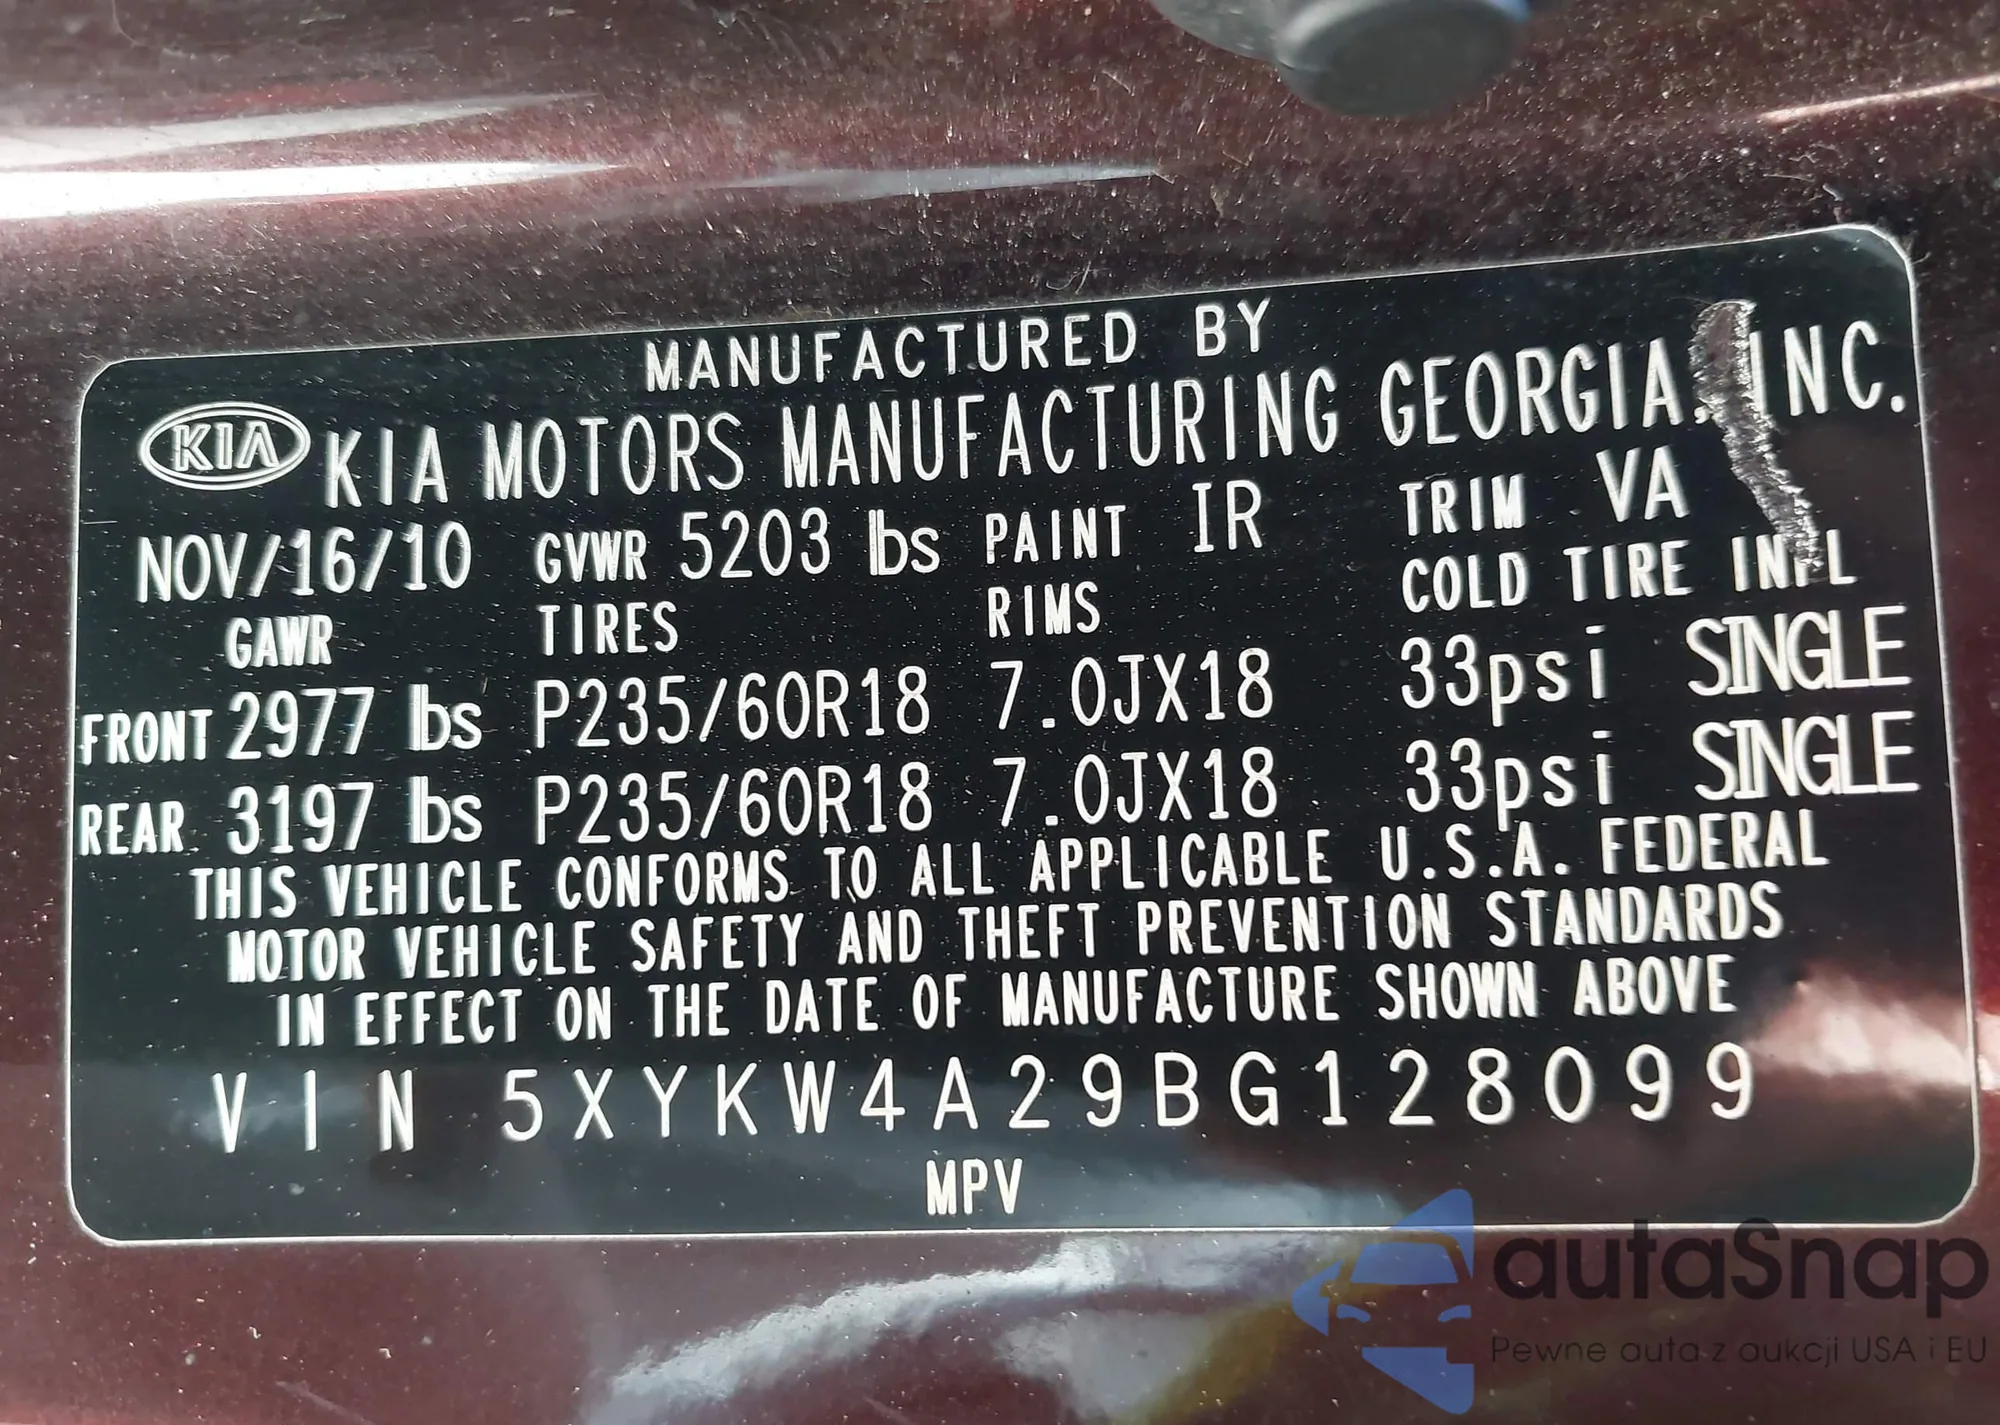 MANUFACTURED BY
KIA KIA MOTORS MANUFACTURING GEORGIA, INC.
NOV/16/10 GVWR 5203 lbs PAINT IR TRIM VA
GAWR TIRES RIMS COLD TIRE INFL
FRONT 2977 lbs P235/60R18 7.0JX18 33psi SINGLE
REAR 3197 lbs P235/60R18 7.0JX18 33psi SINGLE
THIS VEHICLE CONFORMS TO ALL APPLICABLE U.S.A. FEDERAL
MOTOR VEHICLE SAFETY AND THEFT PREVENTION STANDARDS
IN EFFECT ON THE DATE OF MANUFACTURE SHOWN ABOVE
VIN 5XYKW4A29BG128099
MPV
autaSnap
Pewne auta z aukcji USA i EU